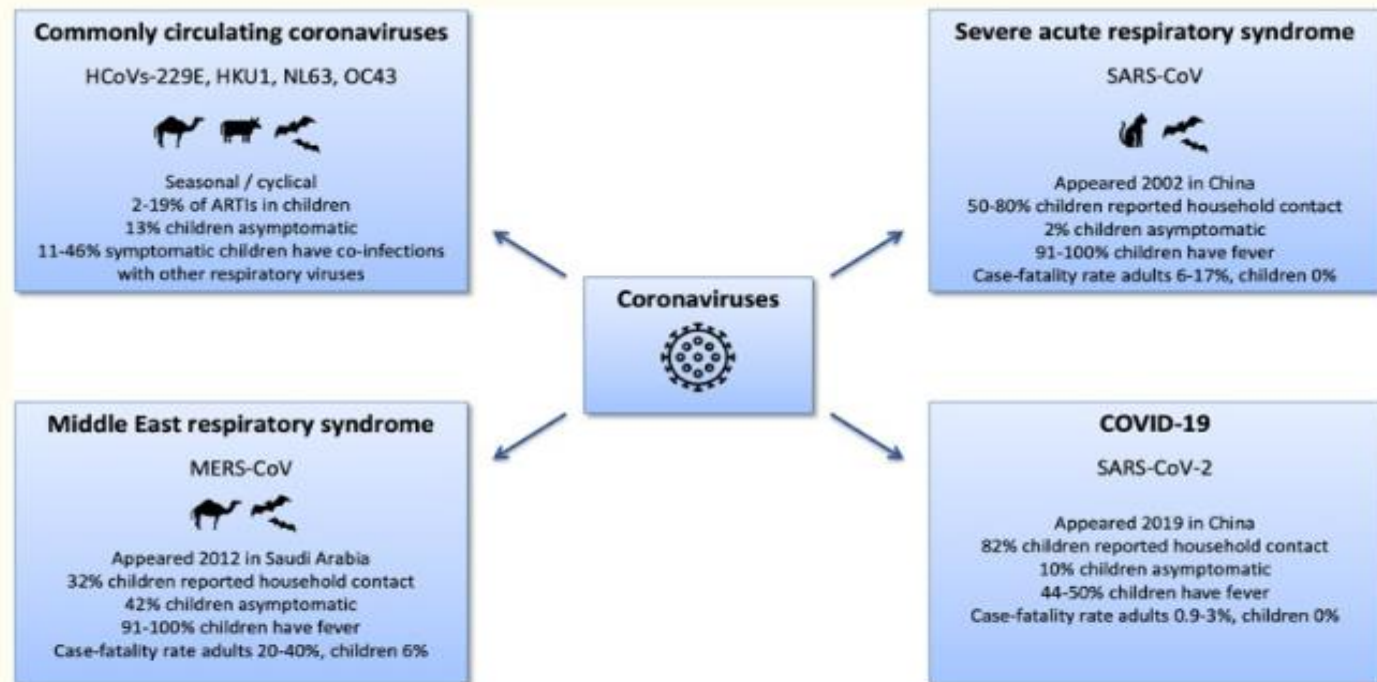 Commonly circulating coronaviruses
HCoVs-229E, HKU1, NL63, OC43
Seasonal / cyclical
2-19% of ARTIs in children
13% children asymptomatic
11-46% symptomatic children have co-infections
with other respiratory viruses
Severe acute respiratory syndrome
SARS-CoV
Appeared 2002 in China
50-80% children reported household contact
2% children asymptomatic
91-100% children have fever
Case-fatality rate adults 6-17%, children 0%
Coronaviruses
Middle East respiratory syndrome
MERS-CoV
Appeared 2012 in Saudi Arabia
32% children reported household contact
42% children asymptomatic
91-100% children have fever
Case-fatality rate adults 20-40%, children 6%
COVID-19
SARS-CoV-2
Appeared 2019 in China
82% children reported household contact
10% children asymptomatic
44-50% children have fever
Case-fatality rate adults 0.9-3%, children 0%